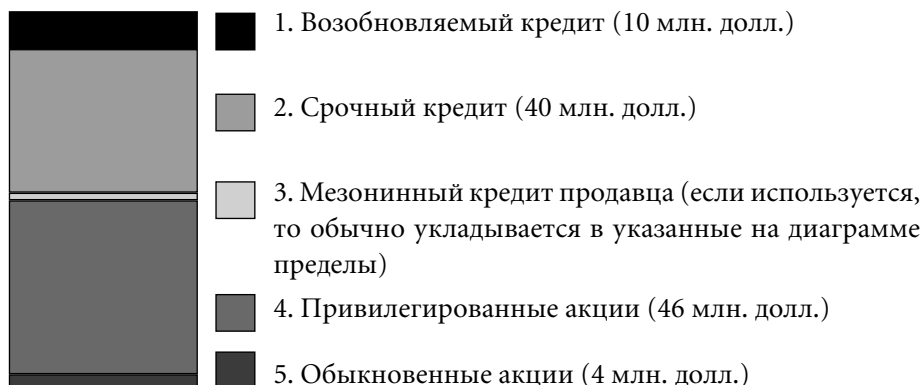 1. Возобновляемый кредит (10 млн. долл.)
2. Срочный кредит (40 млн. долл.)
3. Мезонинный кредит продавца (если используется,
то обычно укладывается в указанные на диаграмме
пределы)
4. Привилегированные акции (46 млн. долл.)
5. Обыкновенные акции (4 млн. долл.)